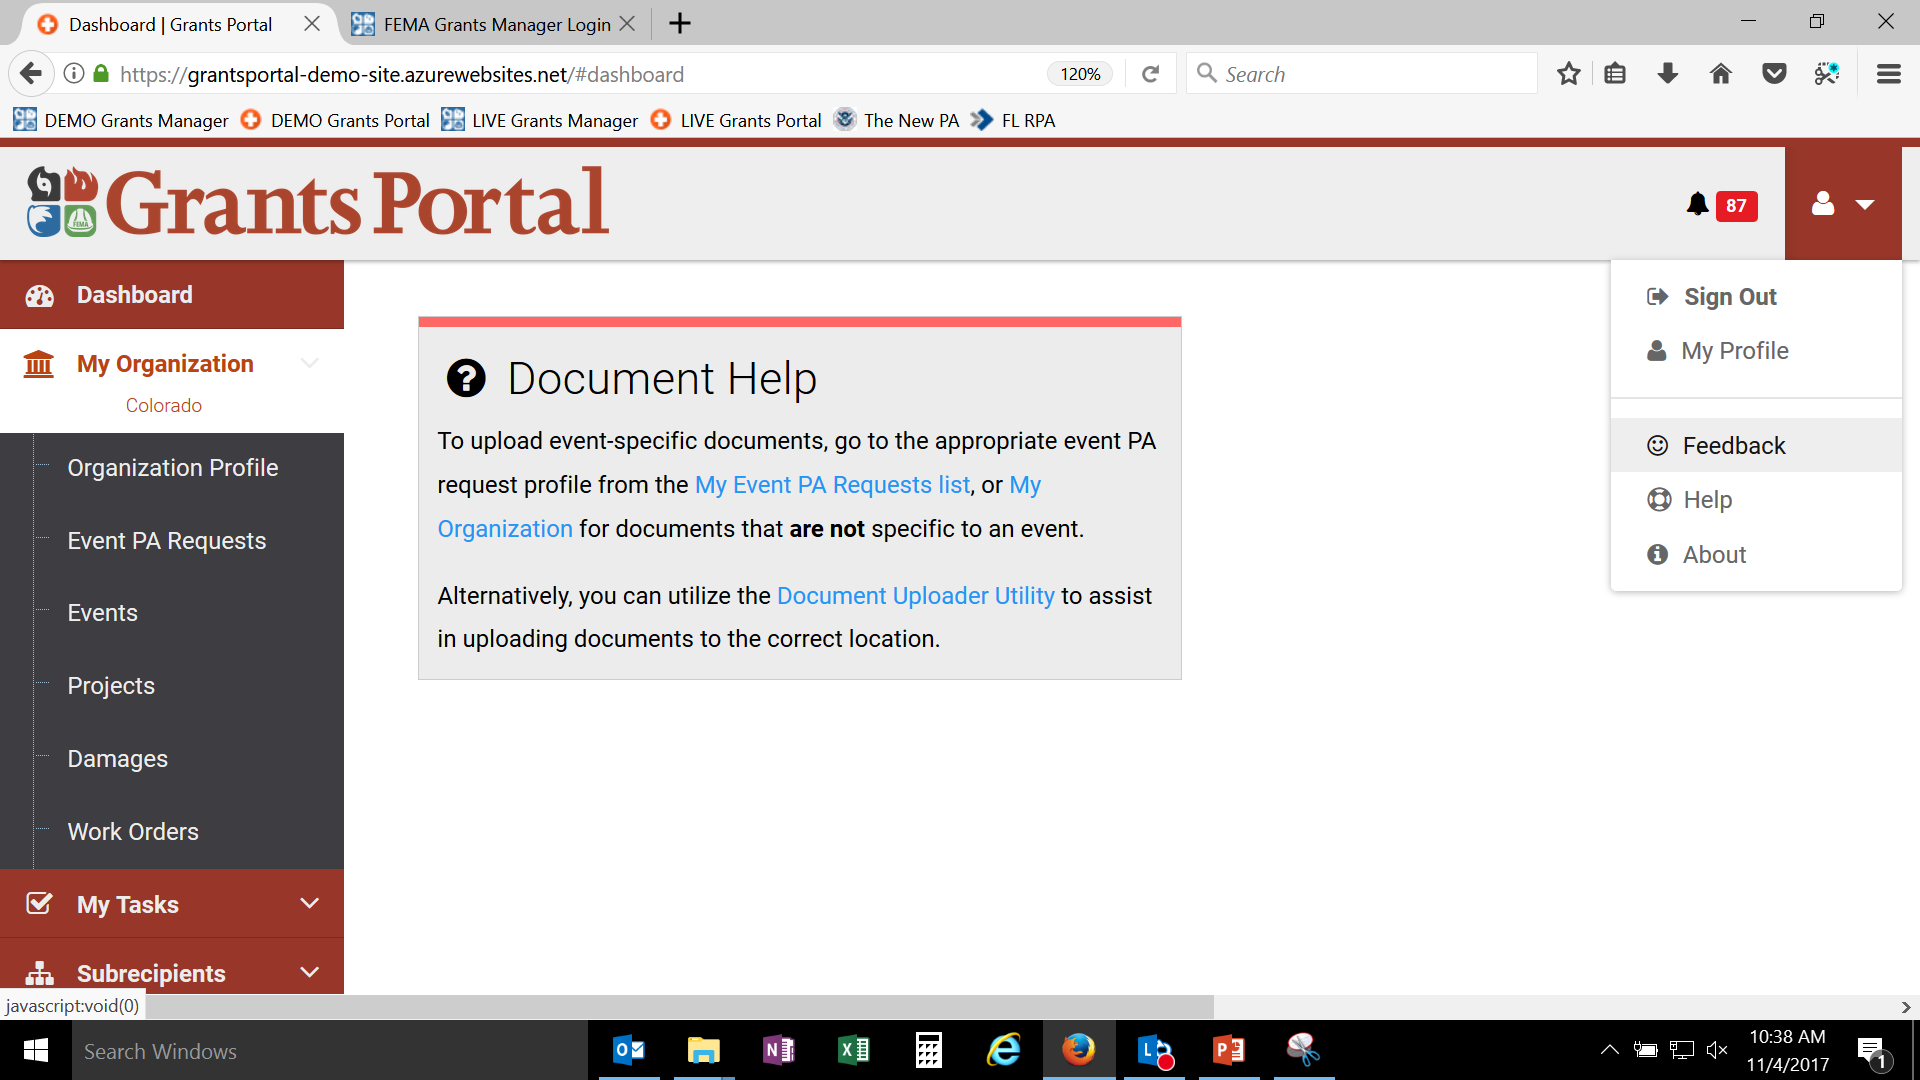 Dashboard | Grants Portal
FEMA Grants Manager Login
https://grantsportal-demo-site.azurewebsites.net/#dashboard
120%
Search
DEMO Grants Manager
DEMO Grants Portal
LIVE Grants Manager
LIVE Grants Portal
The New PA
FL RPA
Grants Portal
87
Sign Out
My Profile
Feedback
Help
About
Dashboard
My Organization
Colorado
Organization Profile
Event PA Requests
Events
Projects
Damages
Work Orders
My Tasks
Subrecipients
Document Help
To upload event-specific documents, go to the appropriate event PA
request profile from the My Event PA Requests list, or My
Organization for documents that are not specific to an event.
Alternatively, you can utilize the Document Uploader Utility to assist
in uploading documents to the correct location.
javascript:void(0)
Search Windows
10:38 AM
11/4/2017
1